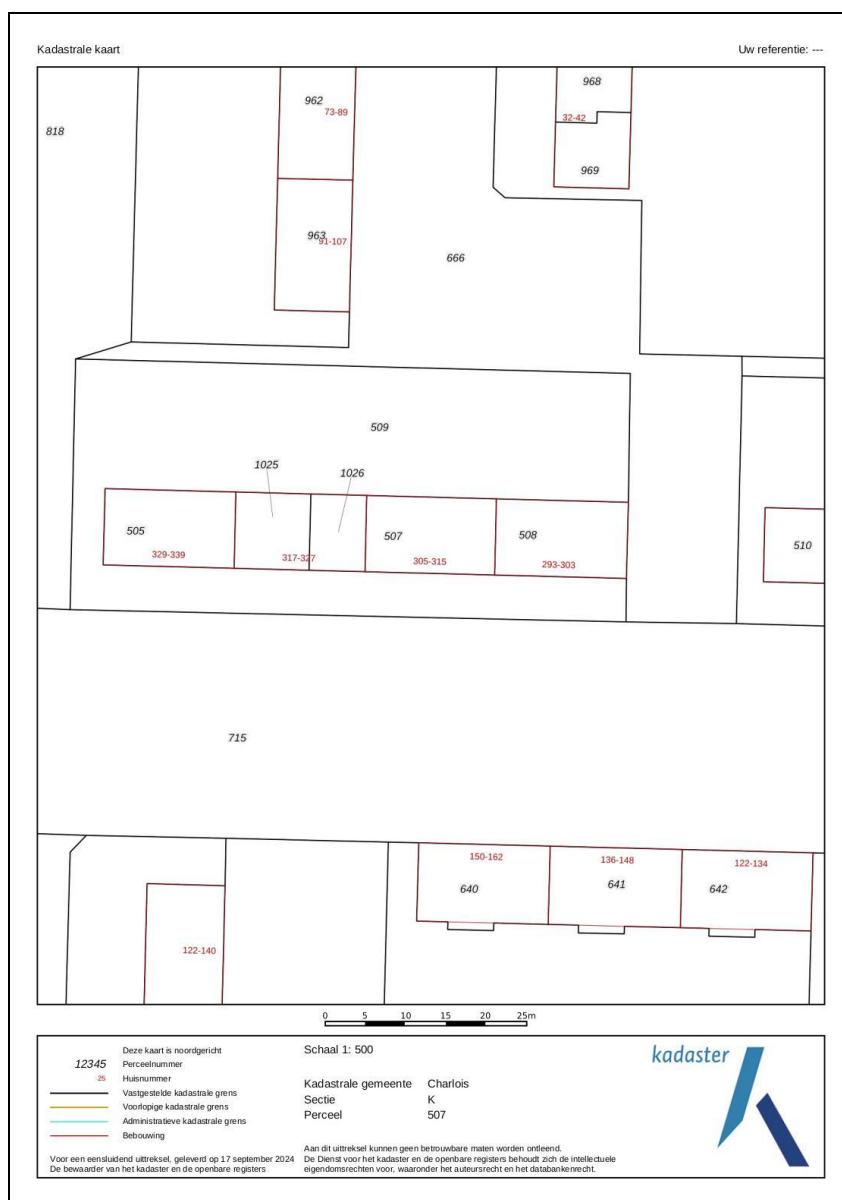 Kadastrale kaart
Uw referentie: ---
968
962
73-89
32-42
818
969
963
91-107
666
509
1025
1026
505
507
508
510
329-339
317-327
305-315
293-303
715
150-162
136-148
122-134
640
641
642
122-140
0 5 10 15 20 25m
Deze kaart is noordgericht
12345 Perceelnummer
25 Huisnummer
Vastgestelde kadastrale grens
Voorlopige kadastrale grens
Administratieve kadastrale grens
Bebouwing
Voor een eensluidend uittreksel, geleverd op 17 september 2024
De bewaarder van het kadaster en de openbare registers
Schaal 1: 500
Kadastrale gemeente Charlois
Sectie K
Perceel 507
Aan dit uittreksel kunnen geen betrouwbare maten worden ontleend.
De Dienst voor het kadaster en de openbare registers behoudt zich de intellectuele
eigendomsrechten voor, waaronder het auteursrecht en het databankenrecht.
kadaster